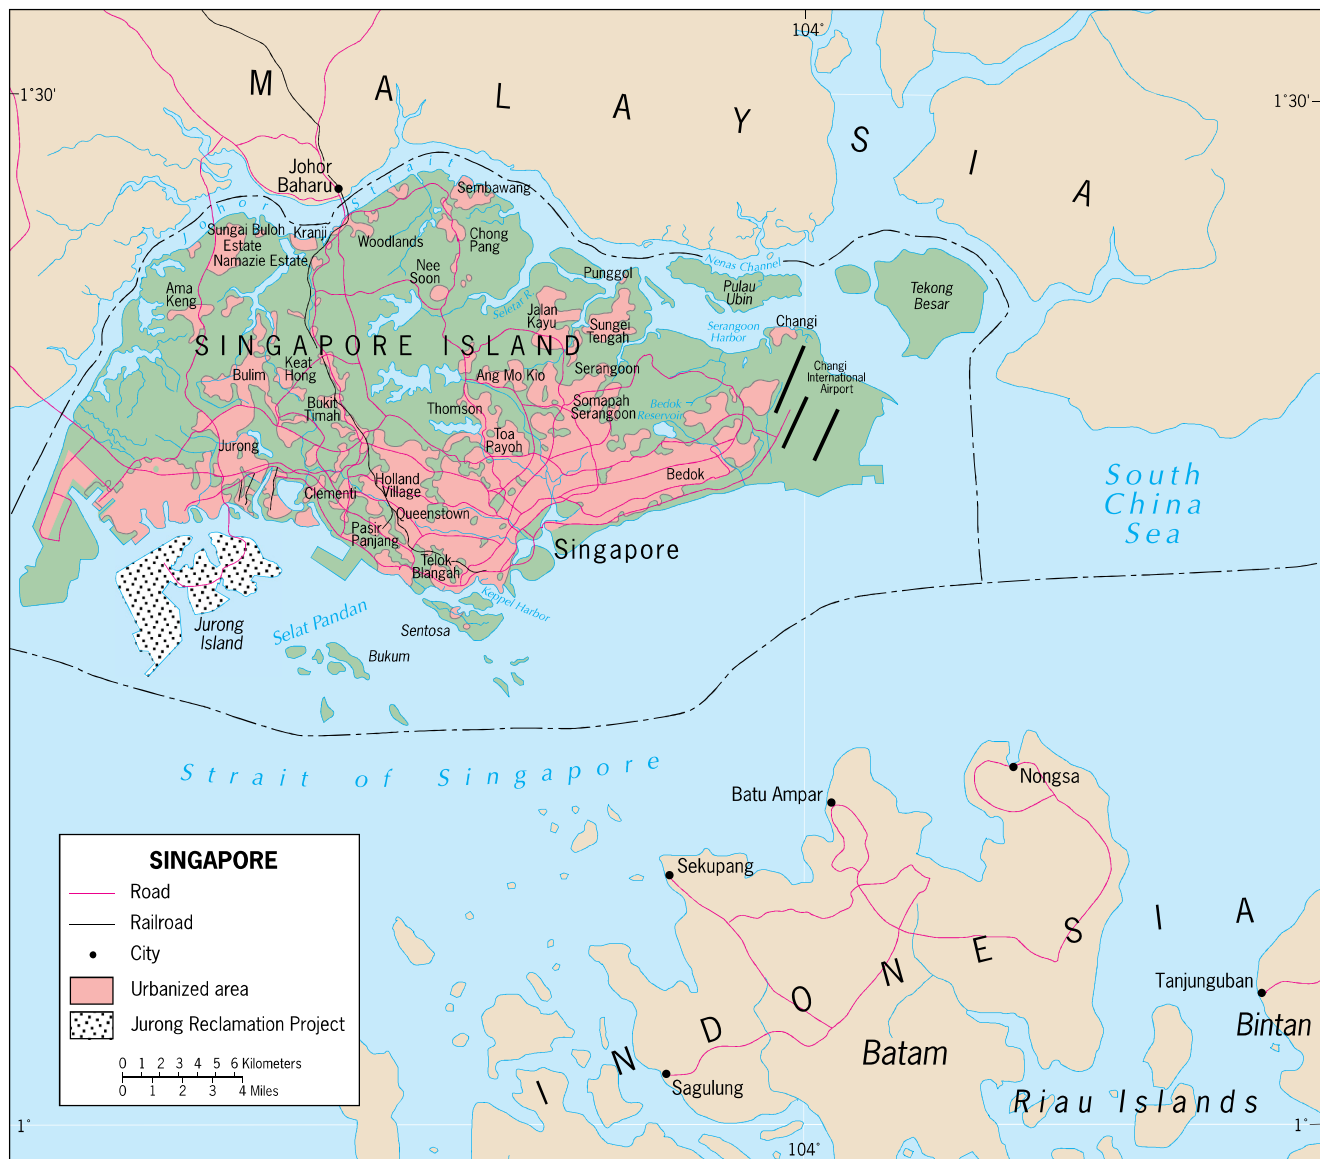 104°
1°30'
1°30'
MALAYSIA
Johor
Baharu
Johor Strait
Sembawang
Sungai Buloh
Estate
Kranji
Namazie Estate
Woodlands
Chong
Pang
Nee
Soon
Ama
Keng
Seletar R.
Punggol
Nenas Channel
Pulau
Ubin
Tekong
Besar
Jalan
Kayu
Sungei
Tengah
Serangoon
Harbor
Changi
SINGAPORE ISLAND
Changi
International
Airport
Keat
Hong
Bulim
Ang Mo Kio
Serangoon
Bukit
Timah
Thomson
Somapah
Serangoon
Bedok
Reservoir
Toa
Payoh
Jurong
Bedok
Holland
Village
Clementi
Queenstown
Pasir
Panjang
Telok
Blangah
Singapore
South
China
Sea
Keppel Harbor
Selat Pandan
Sentosa
Jurong
Island
Bukum
Strait of Singapore
Nongsa
Batu Ampar
Sekupang
INDONESIA
Tanjunguban
Bintan
Batam
Sagulung
Riau Islands
SINGAPORE
Road
Railroad
City
Urbanized area
Jurong Reclamation Project
0 1 2 3 4 5 6 Kilometers
0 1 2 3 4 Miles
1°
1°
104°